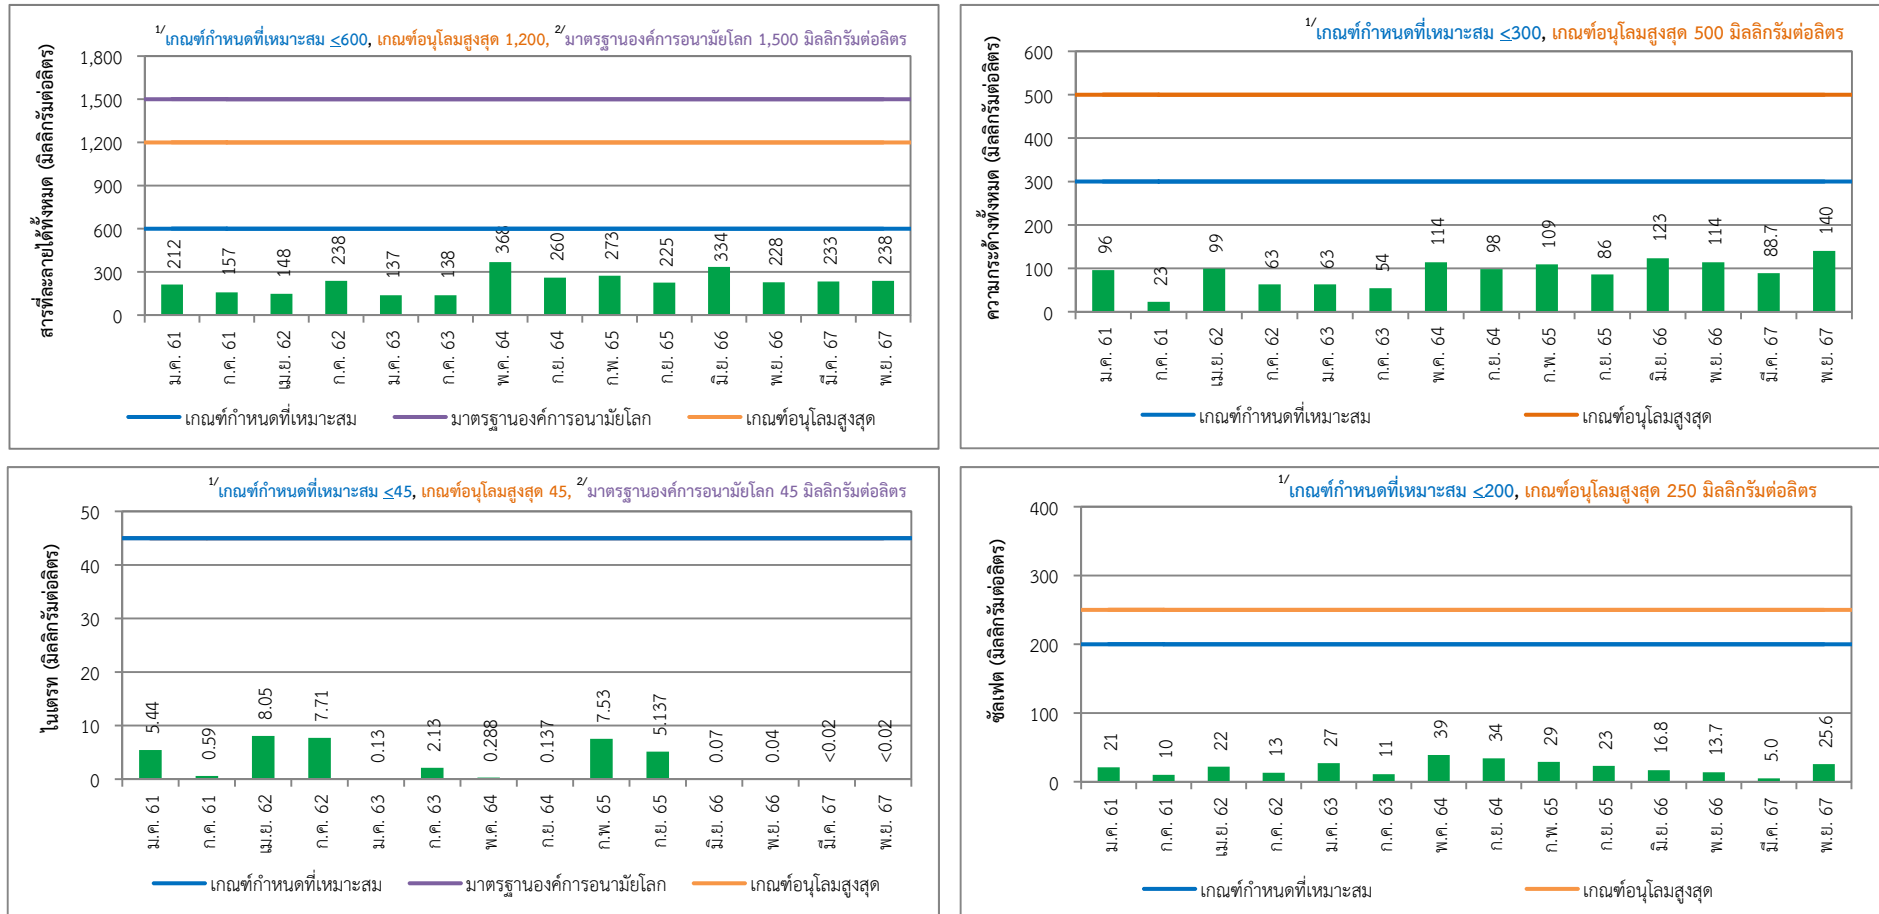 1/เกณฑ์กำหนดที่เหมาะสม ≤600, เกณฑ์อนุโลมสูงสุด 1,200, 2/มาตรฐานองค์การอนามัยโลก 1,500 มิลลิกรัมต่อลิตร
สารที่ละลายได้ทั้งหมด (มิลลิกรัมต่อลิตร)
1,800
1,500
1,200
900
600
300
0
212 157 148 238 137 138 368 260 273 225 334 228 233 238
ม.ค. 61 ก.ค. 61 เม.ย. 62 ก.ค. 62 ม.ค. 63 ก.ค. 63 พ.ค. 64 ก.ย. 64 ก.พ. 65 ก.ย. 65 มิ.ย. 66 พ.ย. 66 มี.ค. 67 พ.ย. 67
เกณฑ์กำหนดที่เหมาะสม มาตรฐานองค์การอนามัยโลก เกณฑ์อนุโลมสูงสุด
1/เกณฑ์กำหนดที่เหมาะสม ≤300, เกณฑ์อนุโลมสูงสุด 500 มิลลิกรัมต่อลิตร
ความกระด้างทั้งหมด (มิลลิกรัมต่อลิตร)
600
500
400
300
200
100
0
96 23 99 63 63 54 114 98 109 86 123 114 88.7 140
ม.ค. 61 ก.ค. 61 เม.ย. 62 ก.ค. 62 ม.ค. 63 ก.ค. 63 พ.ค. 64 ก.ย. 64 ก.พ. 65 ก.ย. 65 มิ.ย. 66 พ.ย. 66 มี.ค. 67 พ.ย. 67
เกณฑ์กำหนดที่เหมาะสม เกณฑ์อนุโลมสูงสุด
1/เกณฑ์กำหนดที่เหมาะสม ≤45, เกณฑ์อนุโลมสูงสุด 45, 2/มาตรฐานองค์การอนามัยโลก 45 มิลลิกรัมต่อลิตร
ไนเตรท (มิลลิกรัมต่อลิตร)
50
40
30
20
10
0
5.44 0.59 8.05 7.71 0.13 2.13 0.288 0.137 7.53 5.137 0.07 0.04 <0.02 <0.02
ม.ค. 61 ก.ค. 61 เม.ย. 62 ก.ค. 62 ม.ค. 63 ก.ค. 63 พ.ค. 64 ก.ย. 64 ก.พ. 65 ก.ย. 65 มิ.ย. 66 พ.ย. 66 มี.ค. 67 พ.ย. 67
เกณฑ์กำหนดที่เหมาะสม มาตรฐานองค์การอนามัยโลก เกณฑ์อนุโลมสูงสุด
1/เกณฑ์กำหนดที่เหมาะสม ≤200, เกณฑ์อนุโลมสูงสุด 250 มิลลิกรัมต่อลิตร
ซัลเฟต (มิลลิกรัมต่อลิตร)
400
300
200
100
0
21 10 22 13 27 11 39 34 29 23 16.8 13.7 5.0 25.6
ม.ค. 61 ก.ค. 61 เม.ย. 62 ก.ค. 62 ม.ค. 63 ก.ค. 63 พ.ค. 64 ก.ย. 64 ก.พ. 65 ก.ย. 65 มิ.ย. 66 พ.ย. 66 มี.ค. 67 พ.ย. 67
เกณฑ์กำหนดที่เหมาะสม เกณฑ์อนุโลมสูงสุด